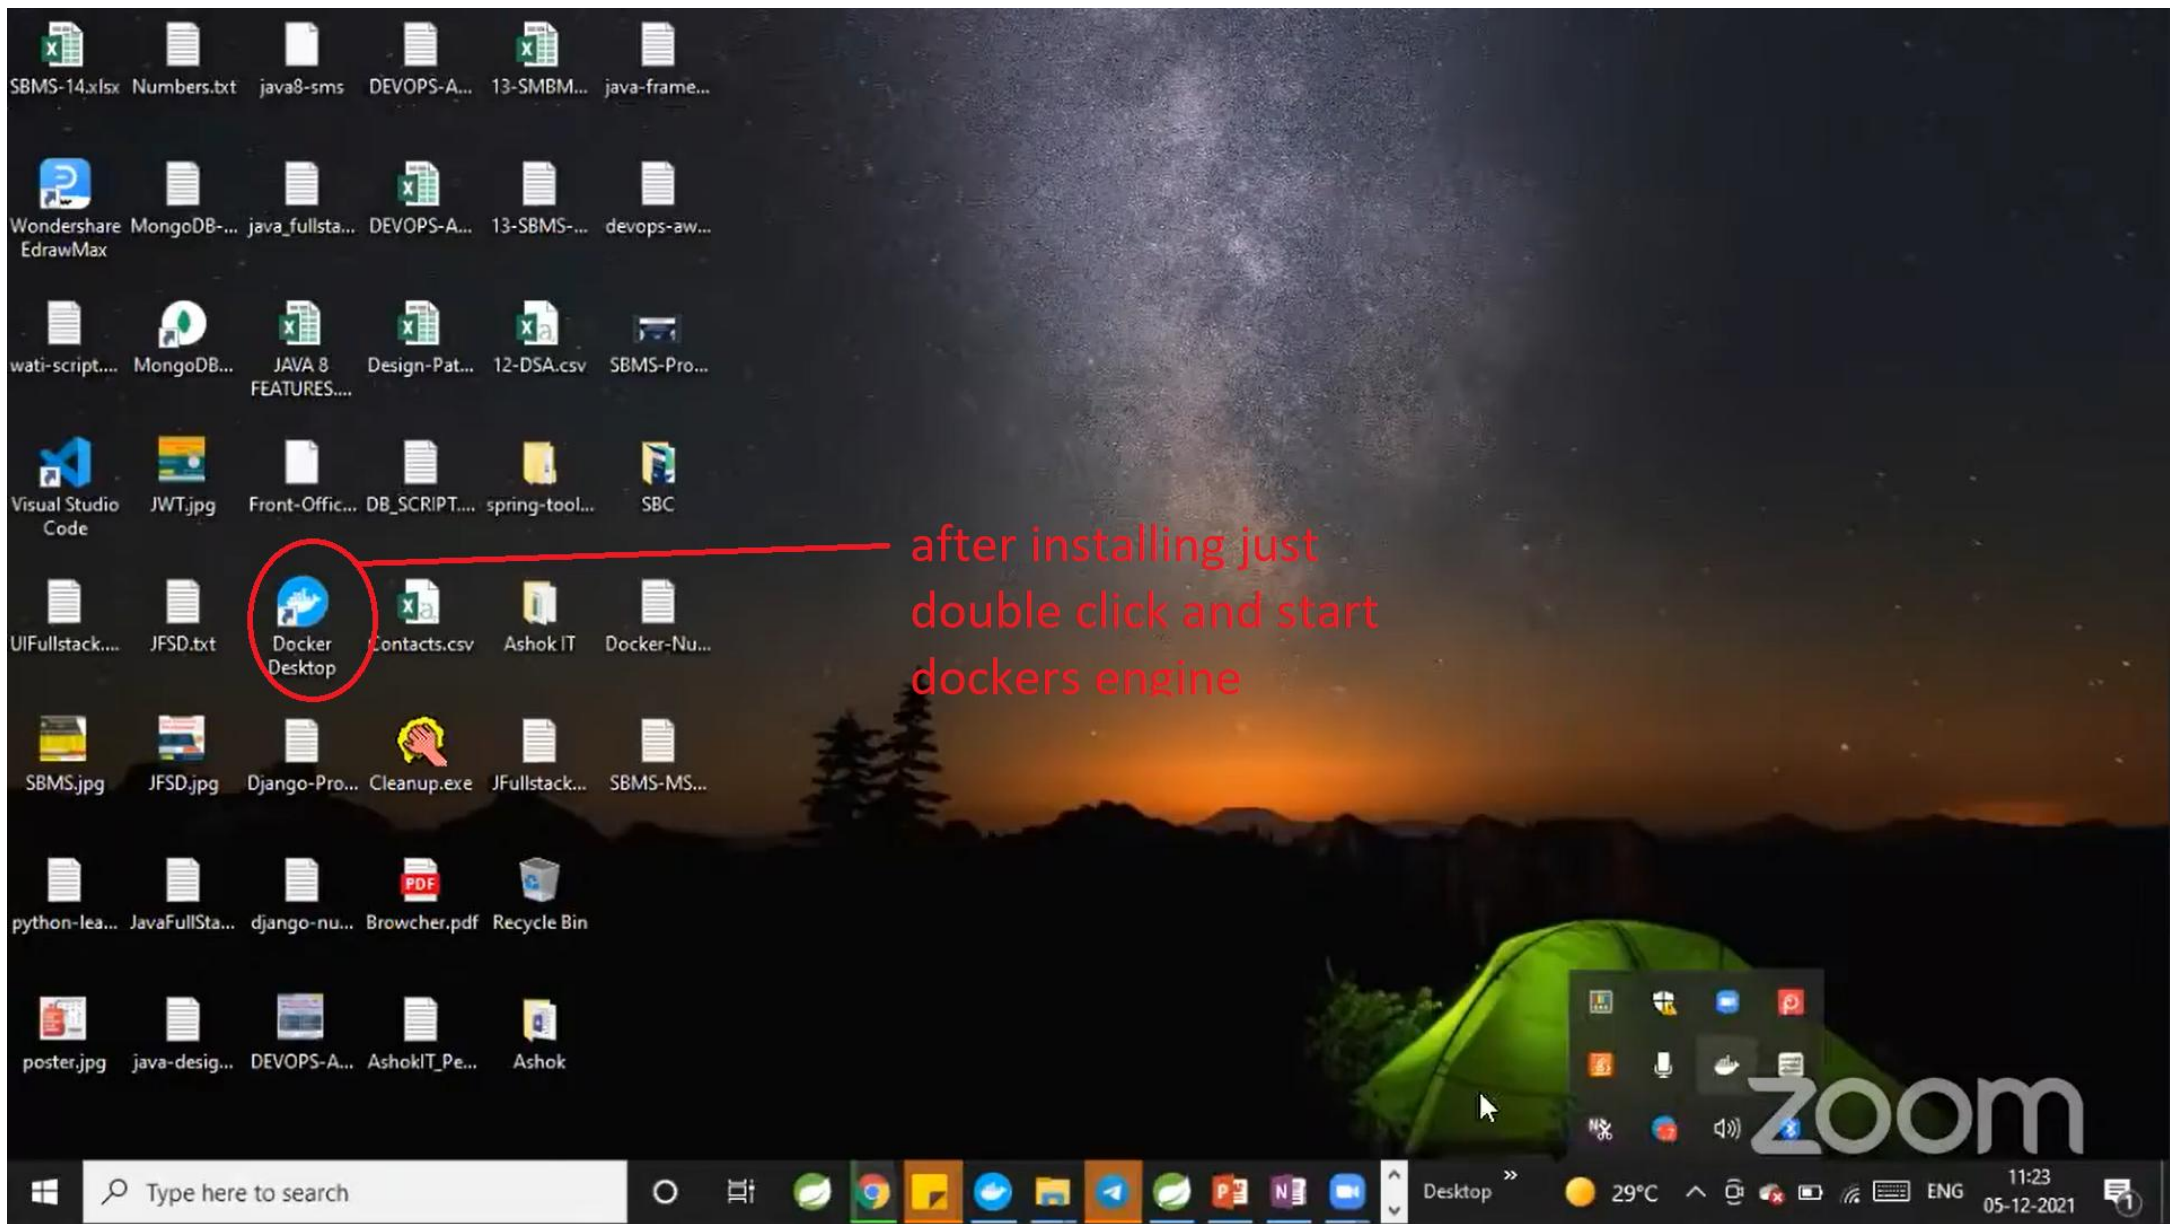 SBMS-14.xlsx Numbers.txt java8-sms DEVOPS-A... 13-SMBM... java-frame...
Wondershare MongoDB-... java_fullsta... DEVOPS-A... 13-SBMS-... devops-aw...
EdrawMax
wati-script.... MongoDB... JAVA 8 Design-Pat... 12-DSA.csv SBMS-Pro...
FEATURES....
Visual Studio JWT.jpg Front-Offic... DB_SCRIPT.... spring-tool... SBC
Code
after installing just
double click and start
dockers engine
UIFullstack.... JFSD.txt Docker Contacts.csv Ashok IT Docker-Nu...
Desktop
SBMS.jpg JFSD.jpg Django-Pro... Cleanup.exe JFullstack... SBMS-MS...
PDF
python-lea... JavaFullSta... django-nu... Browcher.pdf Recycle Bin
poster.jpg java-desig... DEVOPS-A... AshokIT_Pe... Ashok
zoom
Type here to search
Desktop
29°C
ENG
11:23
05-12-2021
1